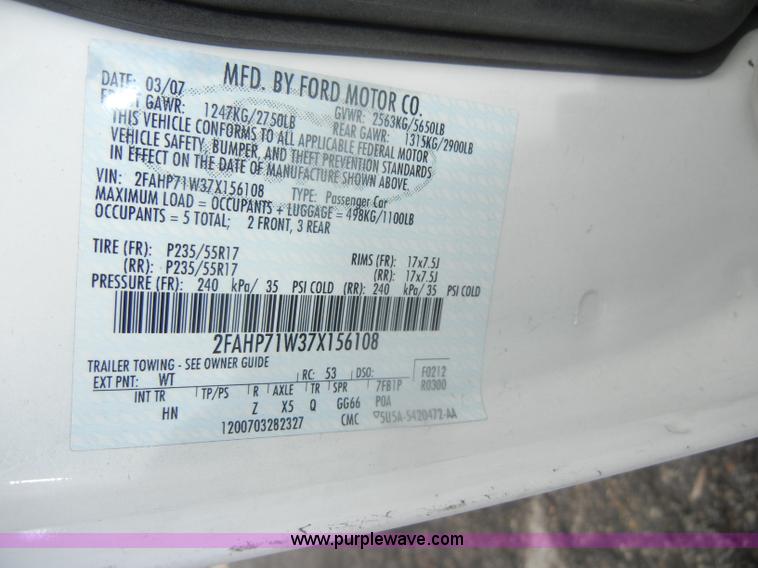 DATE: 03/07 MFD. BY FORD MOTOR CO.
FRONT GAWR: 1247KG/2750LB GVWR: 2563KG/5650LB
REAR GAWR: 1315KG/2900LB
THIS VEHICLE CONFORMS TO ALL APPLICABLE FEDERAL MOTOR
VEHICLE SAFETY, BUMPER, AND THEFT PREVENTION STANDARDS
IN EFFECT ON THE DATE OF MANUFACTURE SHOWN ABOVE.
VIN: 2FAHP71W37X156108 TYPE: Passenger Car
MAXIMUM LOAD = OCCUPANTS + LUGGAGE = 498KG/1100LB
OCCUPANTS = 5 TOTAL; 2 FRONT, 3 REAR
TIRE (FR): P235/55R17 RIMS (FR): 17x7.5J
(RR): P235/55R17 (RR): 17x7.5J
PRESSURE (FR): 240 kPa/ 35 PSI COLD (RR): 240 kPa/ 35 PSI COLD
2FAHP71W37X156108
TRAILER TOWING - SEE OWNER GUIDE
EXT PNT: WT RC: 53 DSO: F0212
INT TR TP/PS R AXLE TR SPR 7FB1P R0300
HN Z X5 Q GG66 POA
1200703282327 CMC 5U5A-5420472-AA
www.purplewave.com